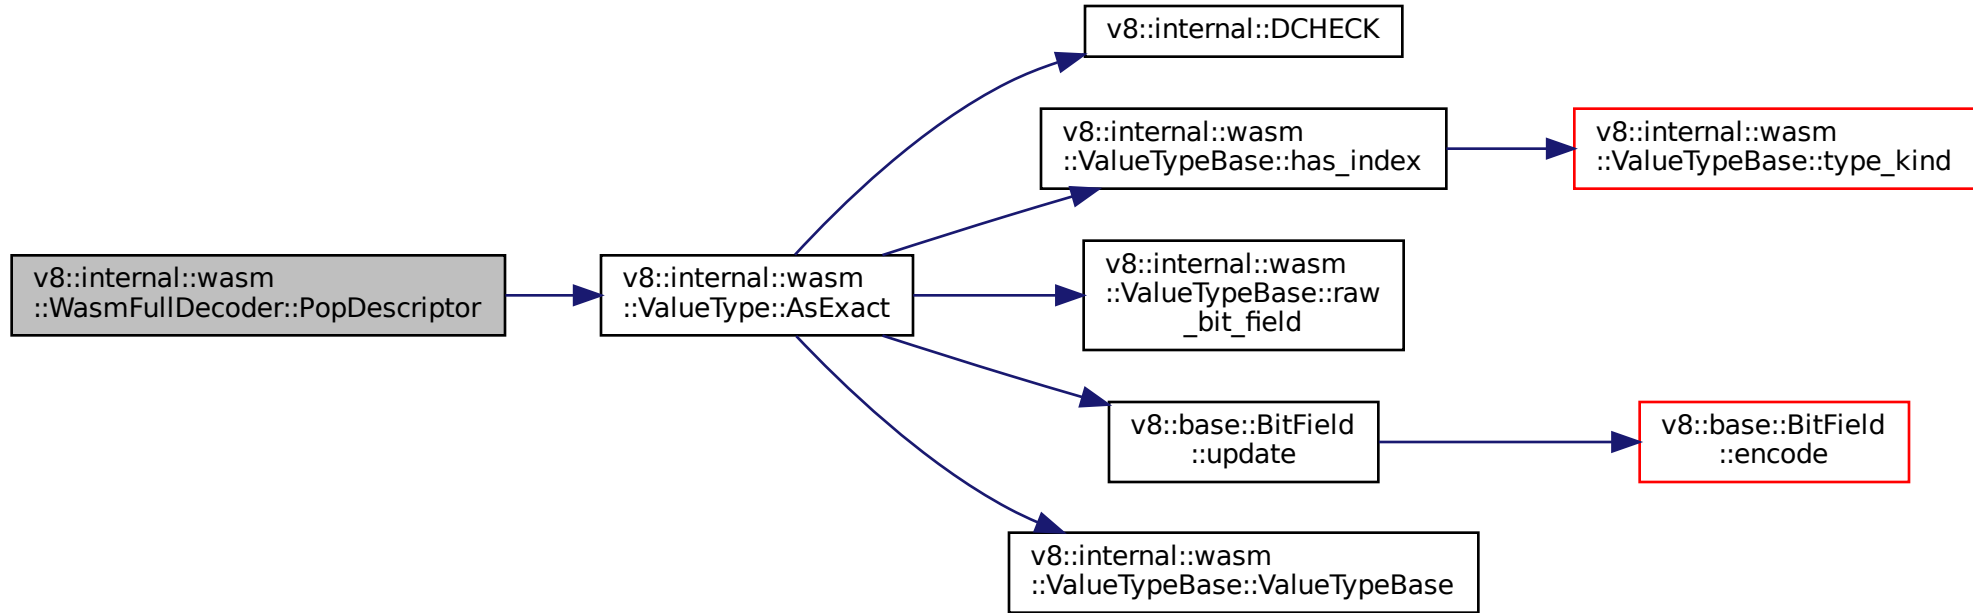 v8::internal::wasm
::WasmFullDecoder::PopDescriptor
v8::internal::wasm
::ValueType::AsExact
v8::internal::DCHECK
v8::internal::wasm
::ValueTypeBase::has_index
v8::internal::wasm
::ValueTypeBase::type_kind
v8::internal::wasm
::ValueTypeBase::raw
_bit_field
v8::base::BitField
::update
v8::base::BitField
::encode
v8::internal::wasm
::ValueTypeBase::ValueTypeBase